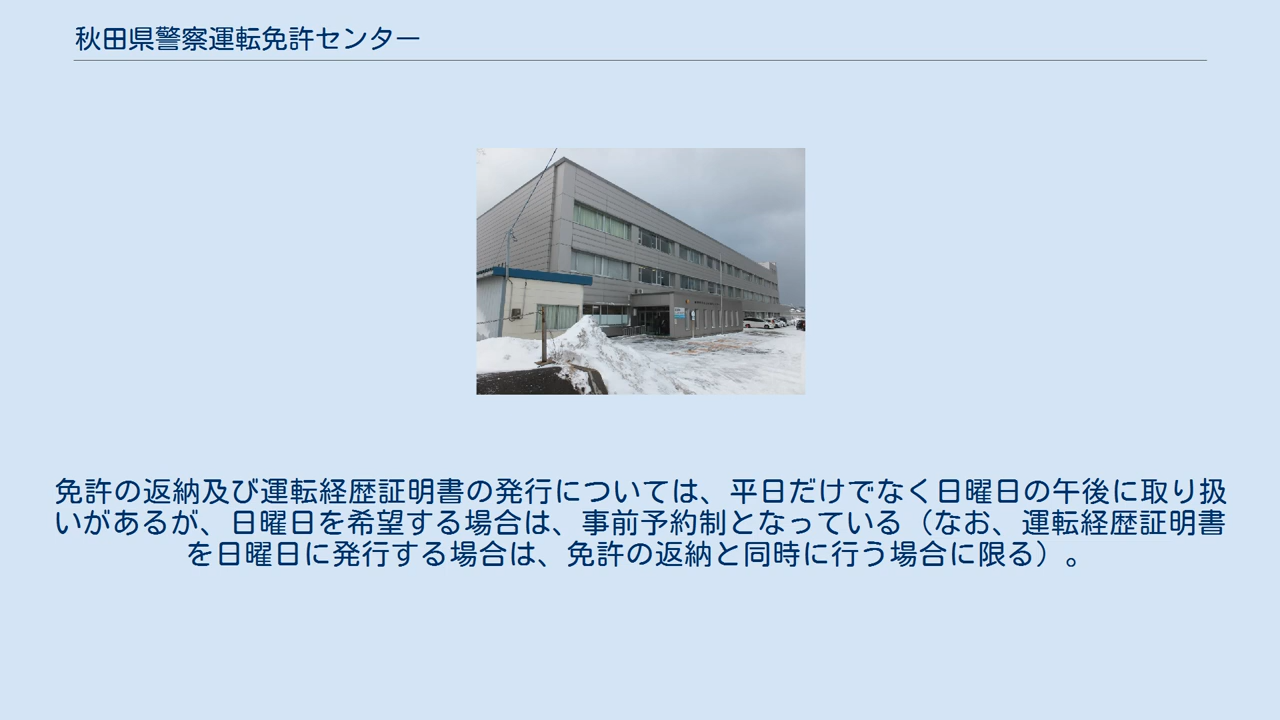 秋田県警察運転免許センター
免許の返納及び運転経歴証明書の発行については、平日だけでなく日曜日の午後に取り扱
いがあるが、日曜日を希望する場合は、事前予約制となっている（なお、運転経歴証明書
を日曜日に発行する場合は、免許の返納と同時に行う場合に限る）。